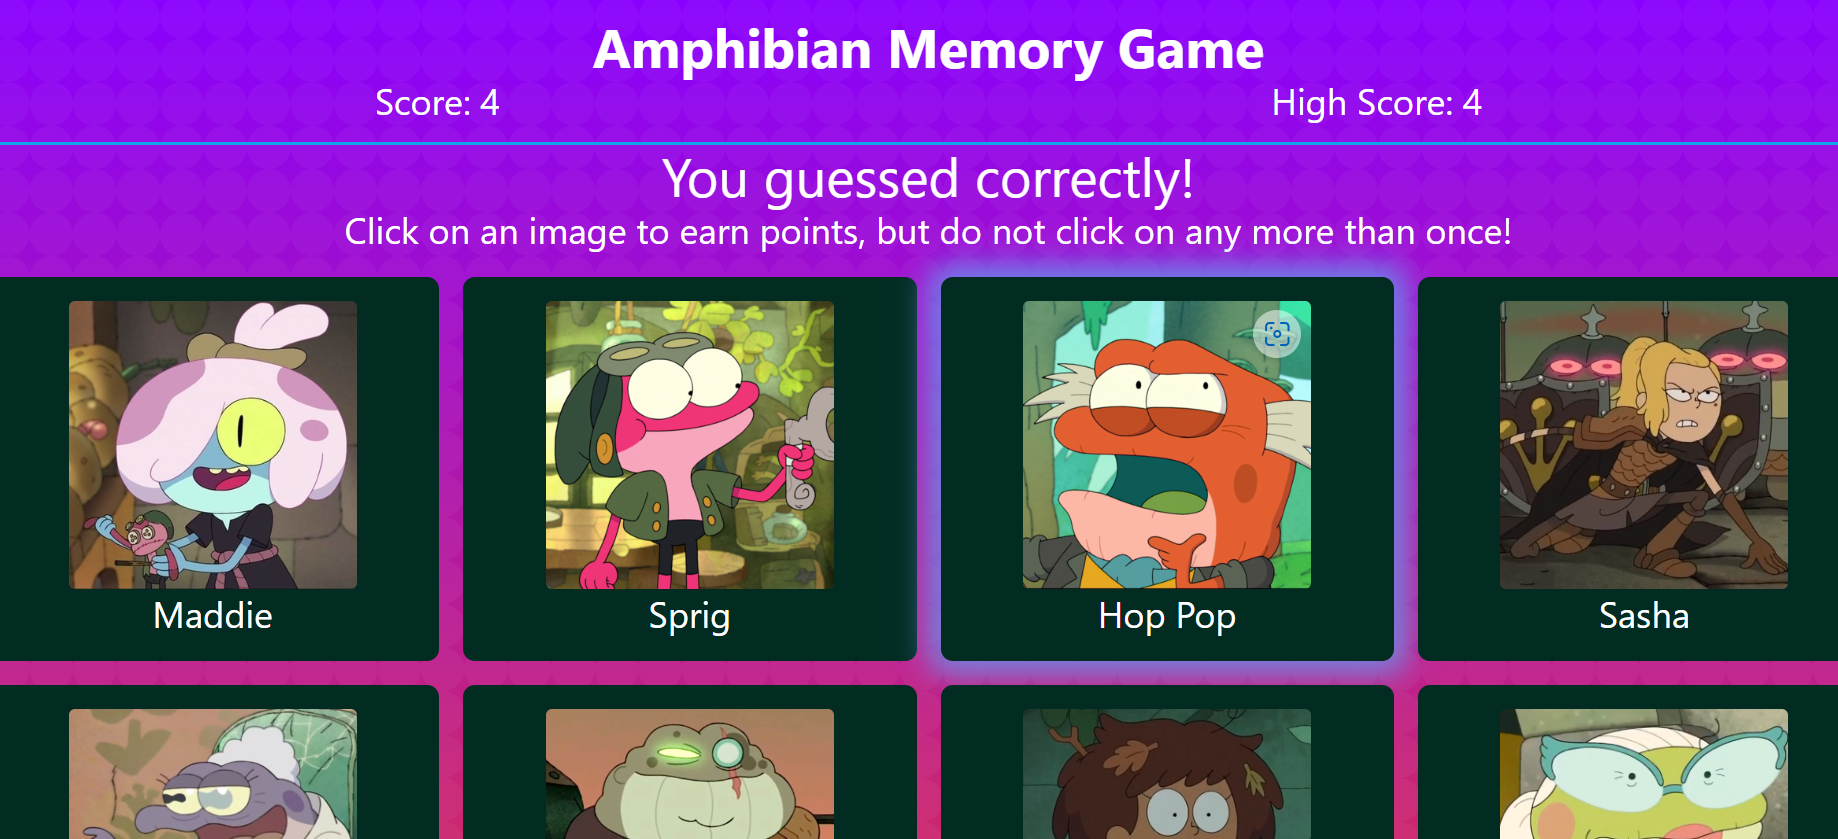 Amphibian Memory Game
Score: 4
High Score: 4
You guessed correctly!
Click on an image to earn points, but do not click on any more than once!
Maddie
Sprig
Hop Pop
Sasha